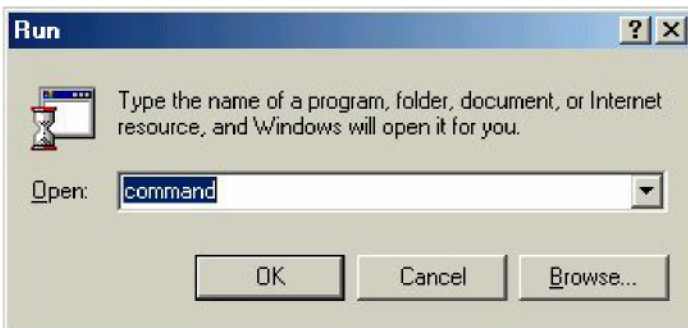 Run
Type the name of a program, folder, document, or Internet
resource, and Windows will open it for you.
Open: command
OK Cancel Browse...